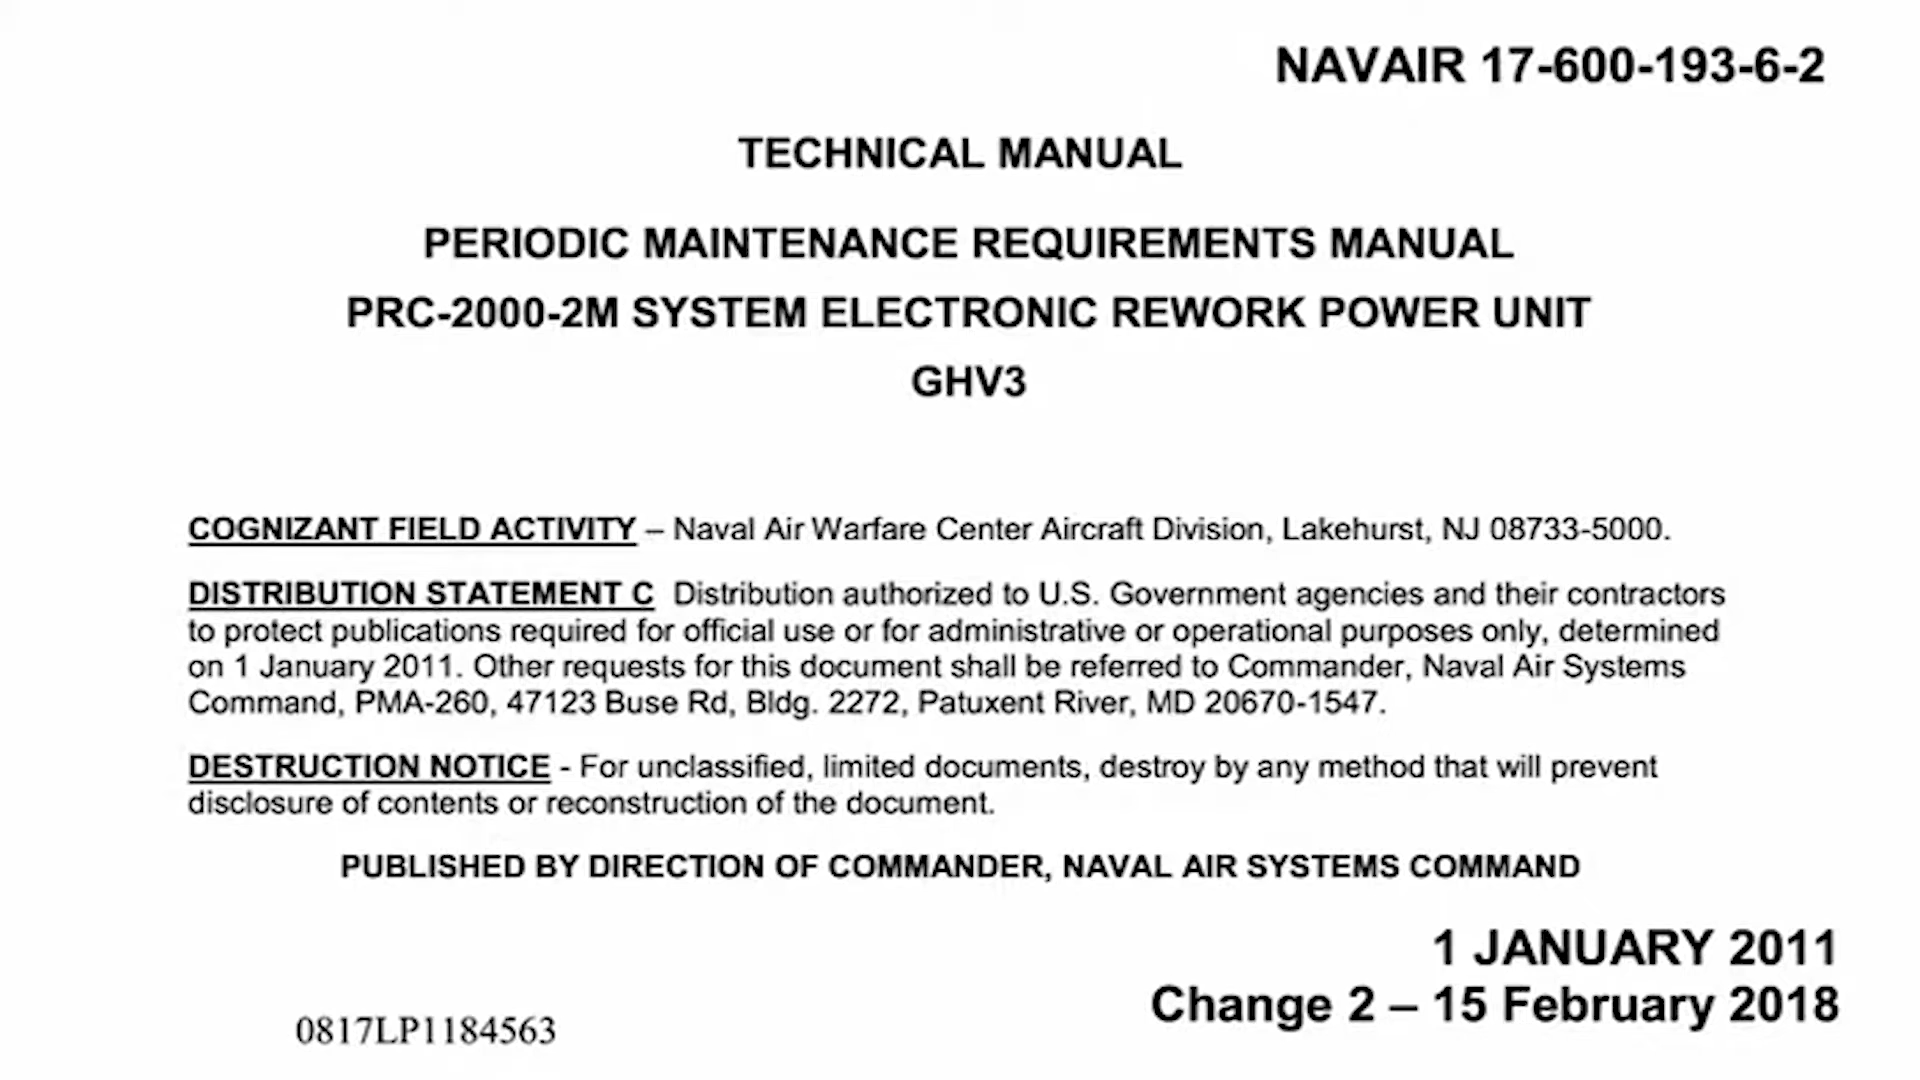 NAVAIR 17-600-193-6-2
TECHNICAL MANUAL
PERIODIC MAINTENANCE REQUIREMENTS MANUAL
PRC-2000-2M SYSTEM ELECTRONIC REWORK POWER UNIT
GHV3
COGNIZANT FIELD ACTIVITY – Naval Air Warfare Center Aircraft Division, Lakehurst, NJ 08733-5000.
DISTRIBUTION STATEMENT C Distribution authorized to U.S. Government agencies and their contractors
to protect publications required for official use or for administrative or operational purposes only, determined
on 1 January 2011. Other requests for this document shall be referred to Commander, Naval Air Systems
Command, PMA-260, 47123 Buse Rd, Bldg. 2272, Patuxent River, MD 20670-1547.
DESTRUCTION NOTICE - For unclassified, limited documents, destroy by any method that will prevent
disclosure of contents or reconstruction of the document.
PUBLISHED BY DIRECTION OF COMMANDER, NAVAL AIR SYSTEMS COMMAND
1 JANUARY 2011
Change 2 – 15 February 2018
0817LP1184563